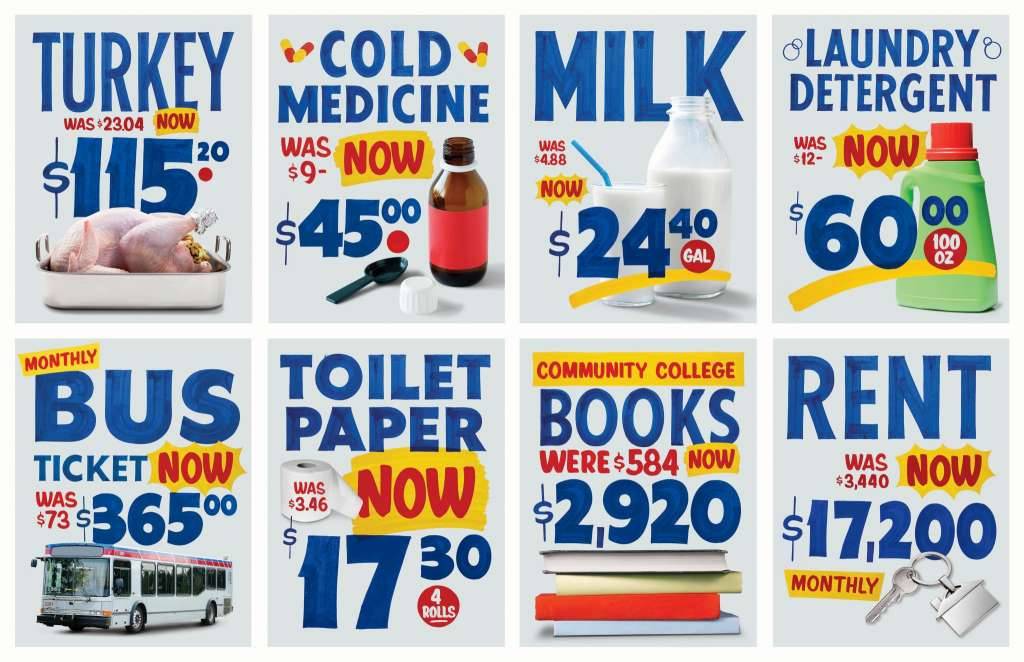 TURKEY
WAS $23.04 NOW
$115.20
COLD
MEDICINE
WAS
$9-
NOW
$45.00
MILK
WAS
$4.88
NOW
$24.40
GAL
LAUNDRY
DETERGENT
WAS
$12-
NOW
$60.00
100
OZ
MONTHLY
BUS
TICKET NOW
WAS
$73
$365.00
TOILET
PAPER
WAS
$3.46
NOW
$17.30
4
ROLLS
COMMUNITY COLLEGE
BOOKS
WERE $584 NOW
$2,920
RENT
WAS
$3,440
NOW
$17,200
MONTHLY